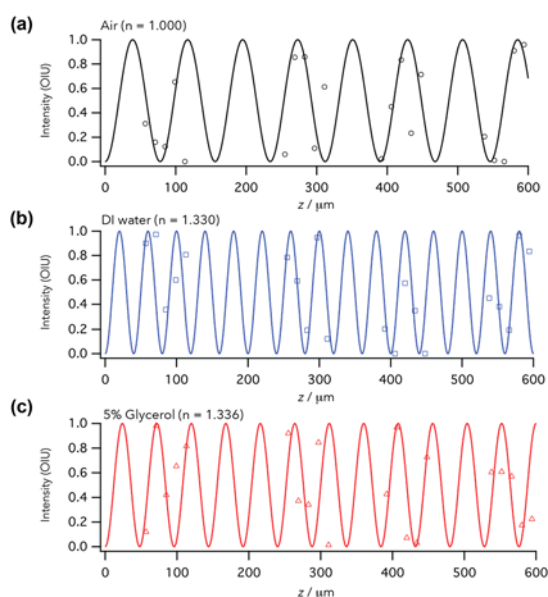 (a)
Air (n = 1.000)
Intensity (OIU)
1.0
0.8
0.6
0.4
0.2
0.0
0 100 200 300 400 500 600
z / μm
(b)
DI water (n = 1.330)
Intensity (OIU)
1.0
0.8
0.6
0.4
0.2
0.0
0 100 200 300 400 500 600
z / μm
(c)
5% Glycerol (n = 1.336)
Intensity (OIU)
1.0
0.8
0.6
0.4
0.2
0.0
0 100 200 300 400 500 600
z / μm